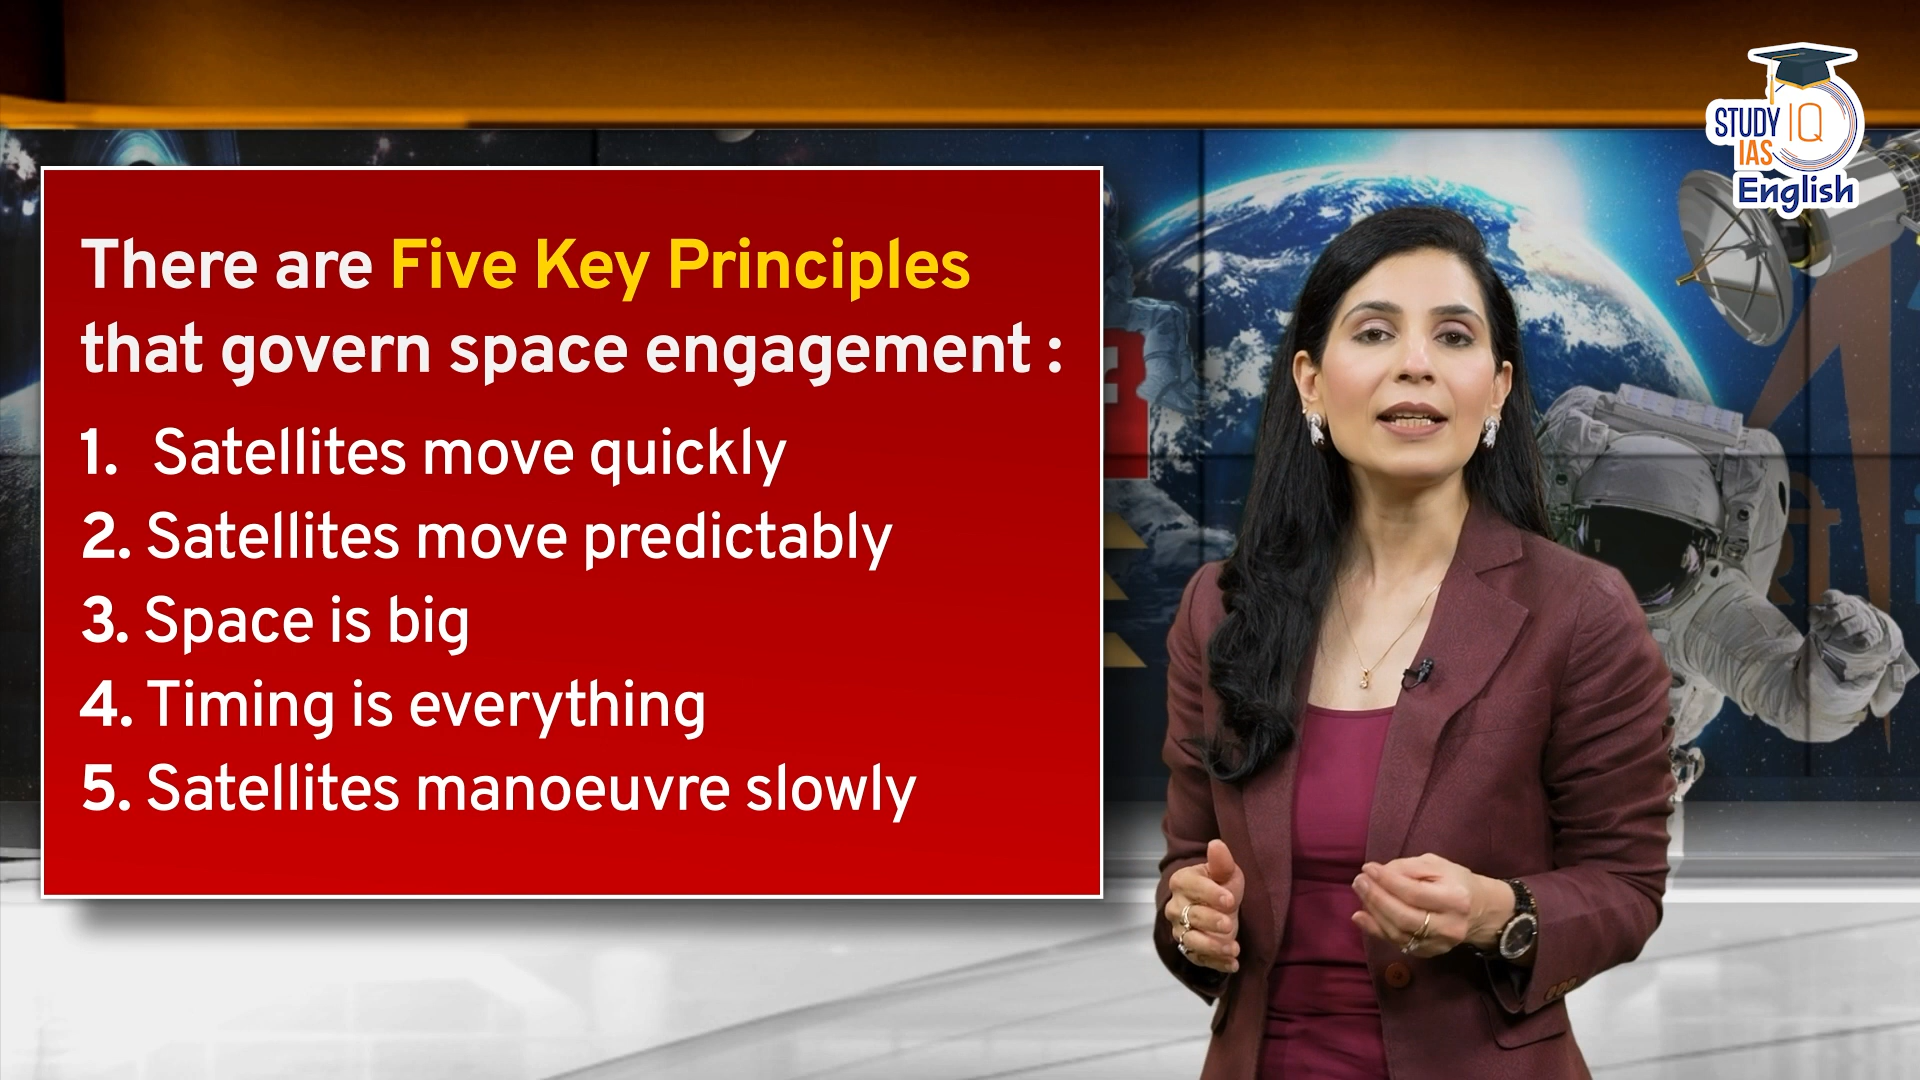 There are Five Key Principles
that govern space engagement :
1. Satellites move quickly
2. Satellites move predictably
3. Space is big
4. Timing is everything
5. Satellites manoeuvre slowly
STUDY IQ
IAS
English